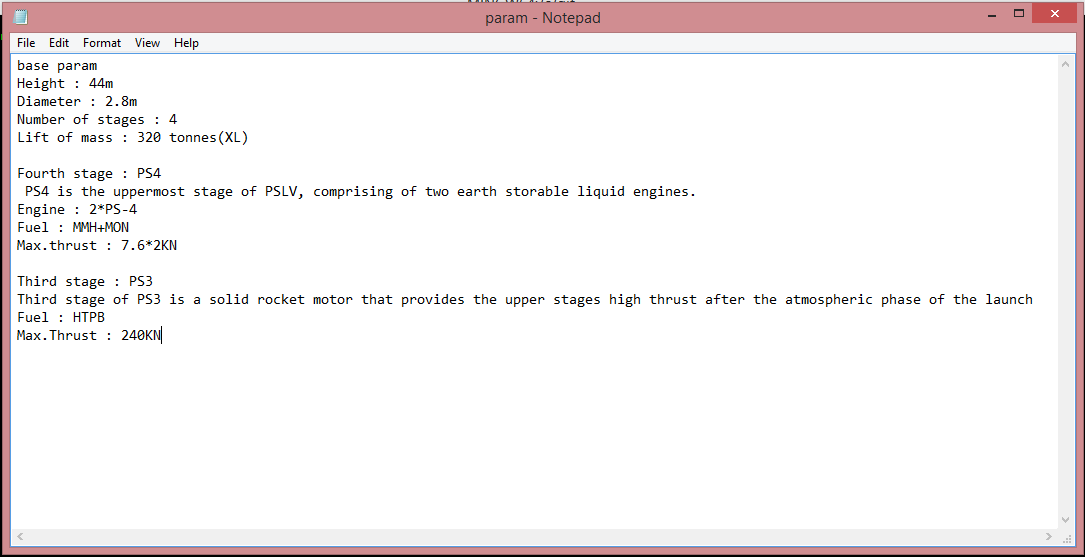 param - Notepad
File Edit Format View Help
base param
Height : 44m
Diameter : 2.8m
Number of stages : 4
Lift of mass : 320 tonnes(XL)
Fourth stage : PS4
PS4 is the uppermost stage of PSLV, comprising of two earth storable liquid engines.
Engine : 2*PS-4
Fuel : MMH+MON
Max.thrust : 7.6*2KN
Third stage : PS3
Third stage of PS3 is a solid rocket motor that provides the upper stages high thrust after the atmospheric phase of the launch
Fuel : HTPB
Max.Thrust : 240KN